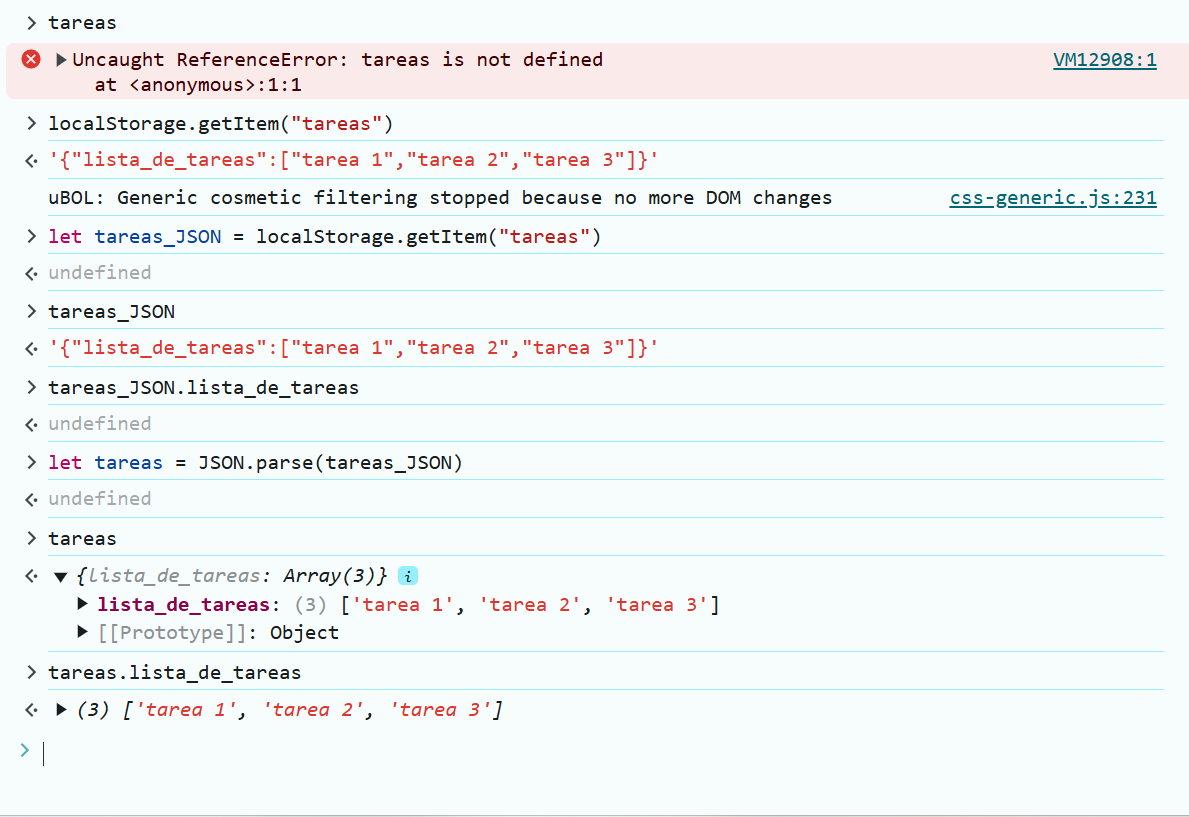 > tareas
Uncaught ReferenceError: tareas is not defined VM12908:1
at <anonymous>:1:1
> localStorage.getItem("tareas")
'{"lista_de_tareas":["tarea 1","tarea 2","tarea 3"]}'
uBOL: Generic cosmetic filtering stopped because no more DOM changes css-generic.js:231
> let tareas_JSON = localStorage.getItem("tareas")
undefined
> tareas_JSON
'{"lista_de_tareas":["tarea 1","tarea 2","tarea 3"]}'
> tareas_JSON.lista_de_tareas
undefined
> let tareas = JSON.parse(tareas_JSON)
undefined
> tareas
{lista_de_tareas: Array(3)} i
lista_de_tareas: (3) ['tarea 1', 'tarea 2', 'tarea 3']
[[Prototype]]: Object
> tareas.lista_de_tareas
(3) ['tarea 1', 'tarea 2', 'tarea 3']
>